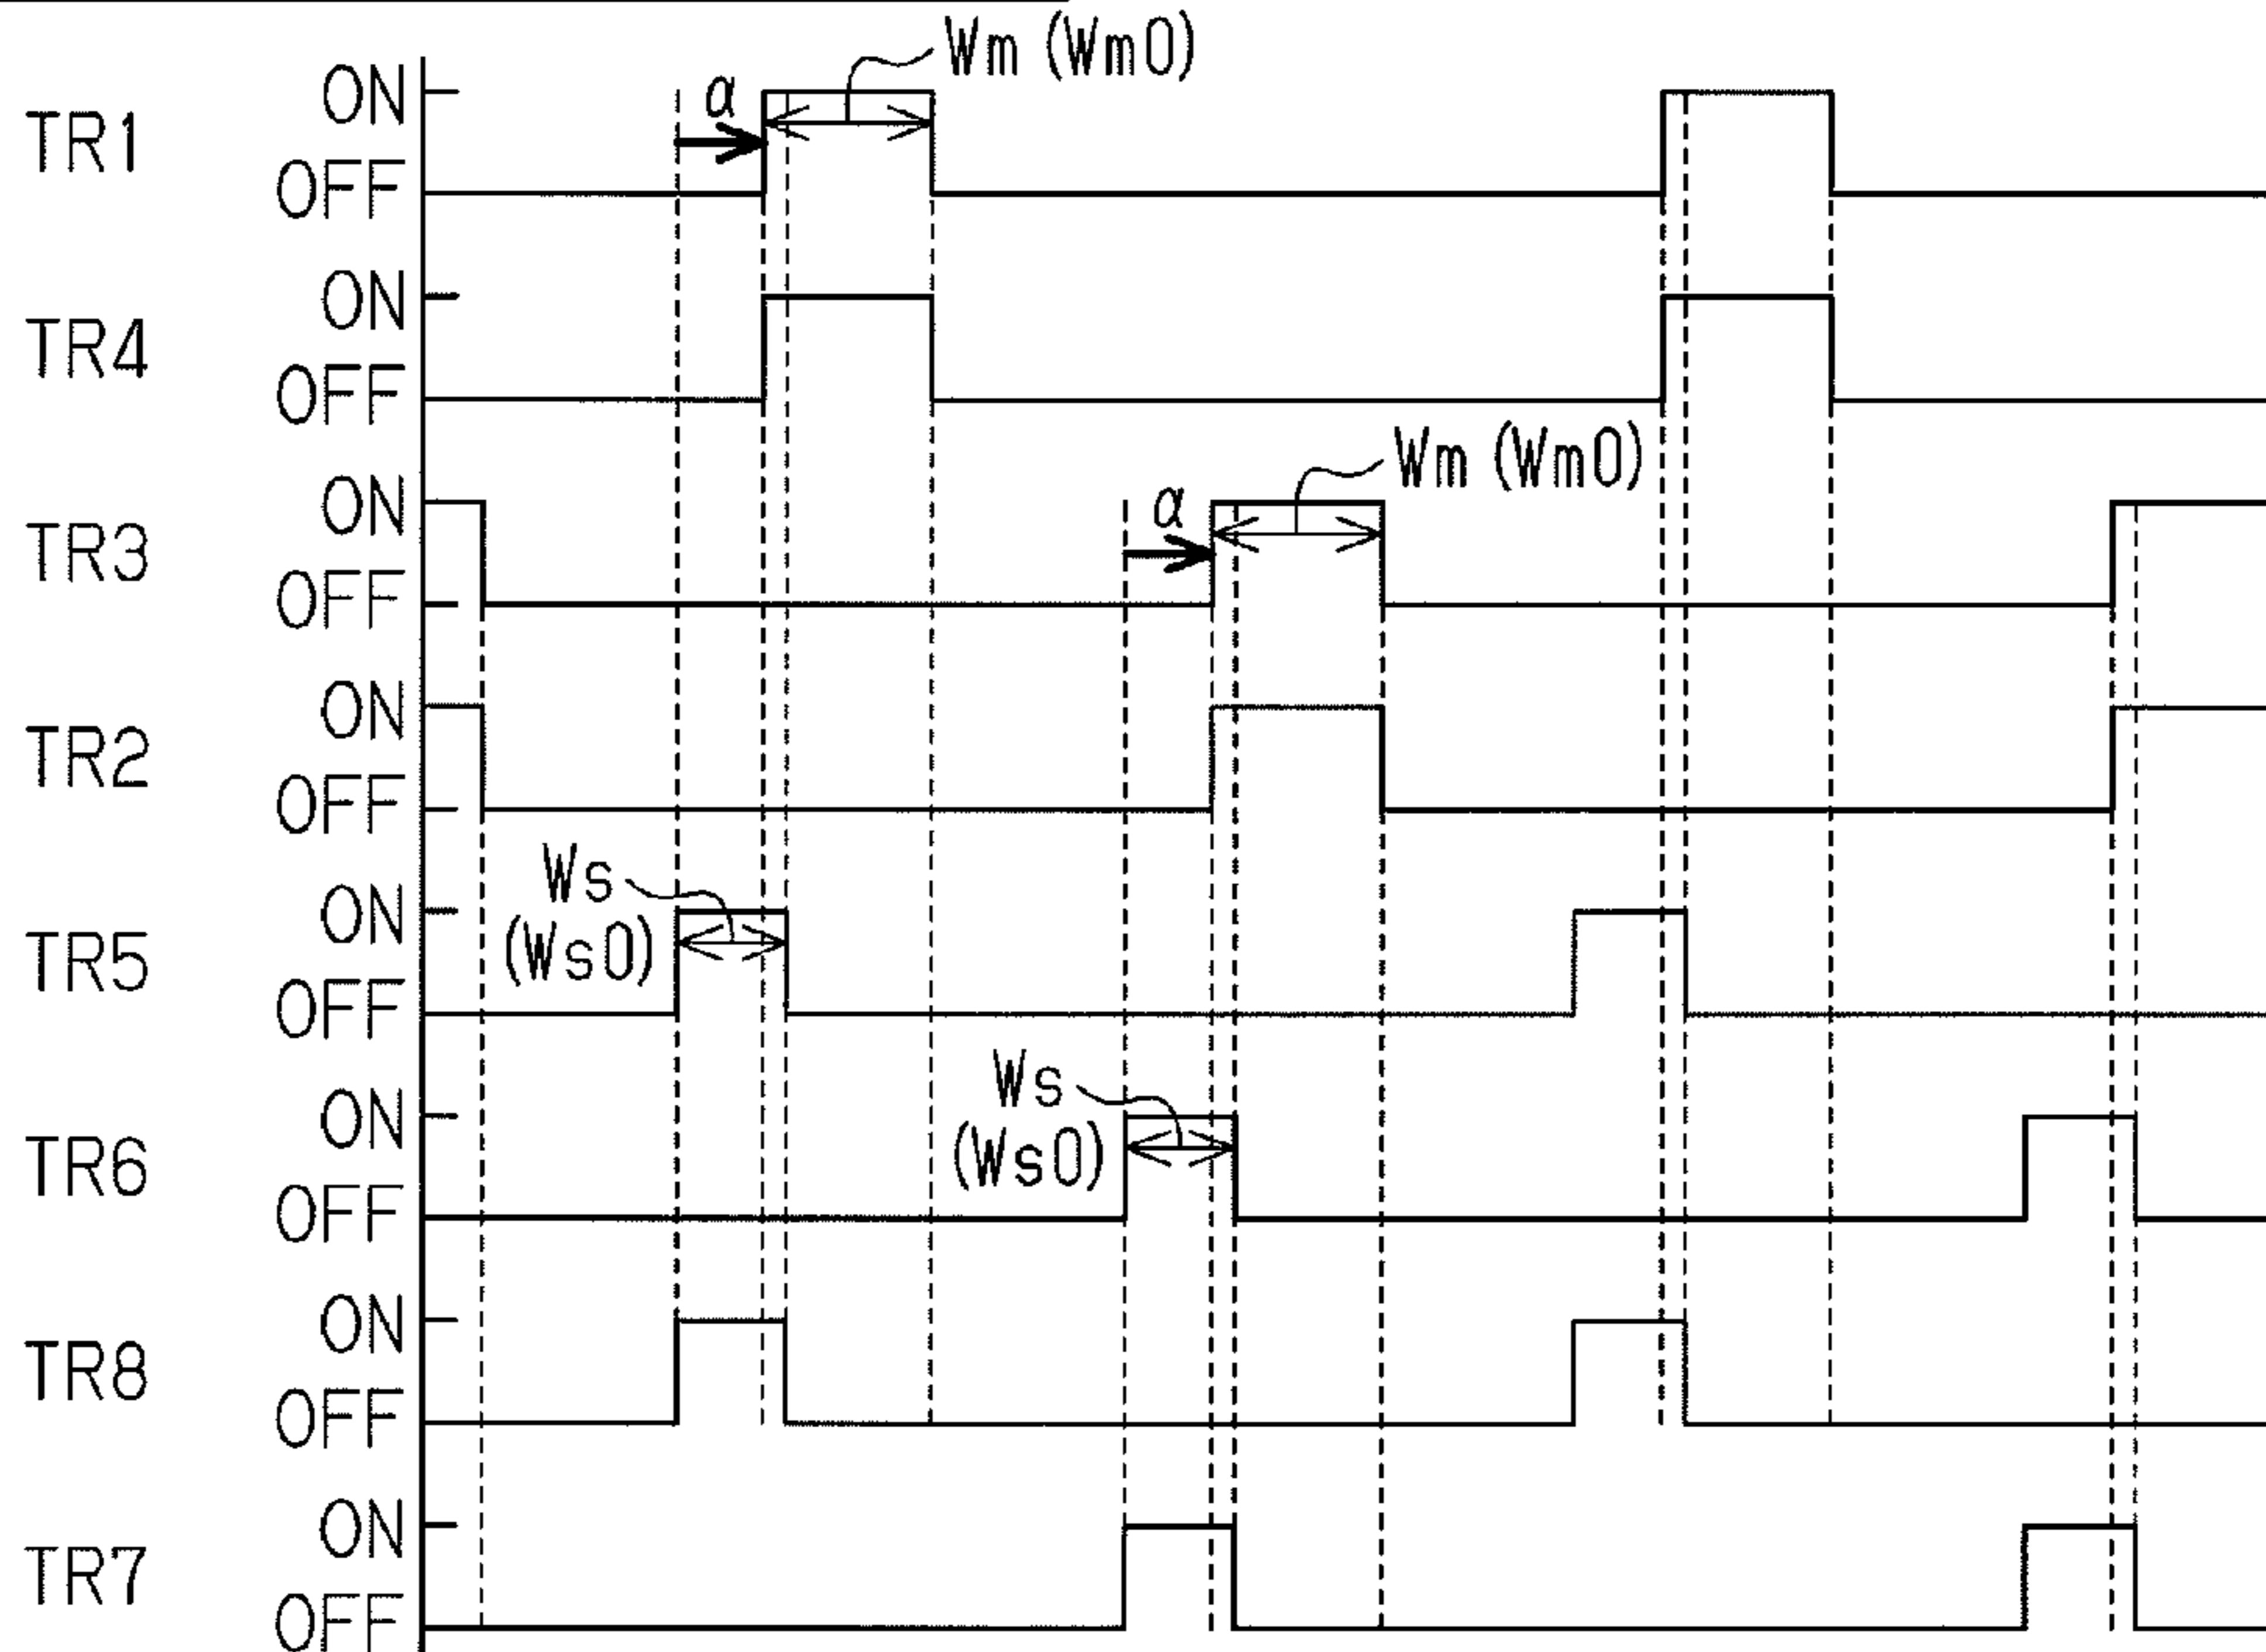 Wm (Wm0)
α
TR1 ON
OFF
TR4 ON
OFF
Wm (Wm0)
α
TR3 ON
OFF
TR2 ON
OFF
Ws
(Ws0)
TR5 ON
OFF
Ws
(Ws0)
TR6 ON
OFF
TR8 ON
OFF
TR7 ON
OFF